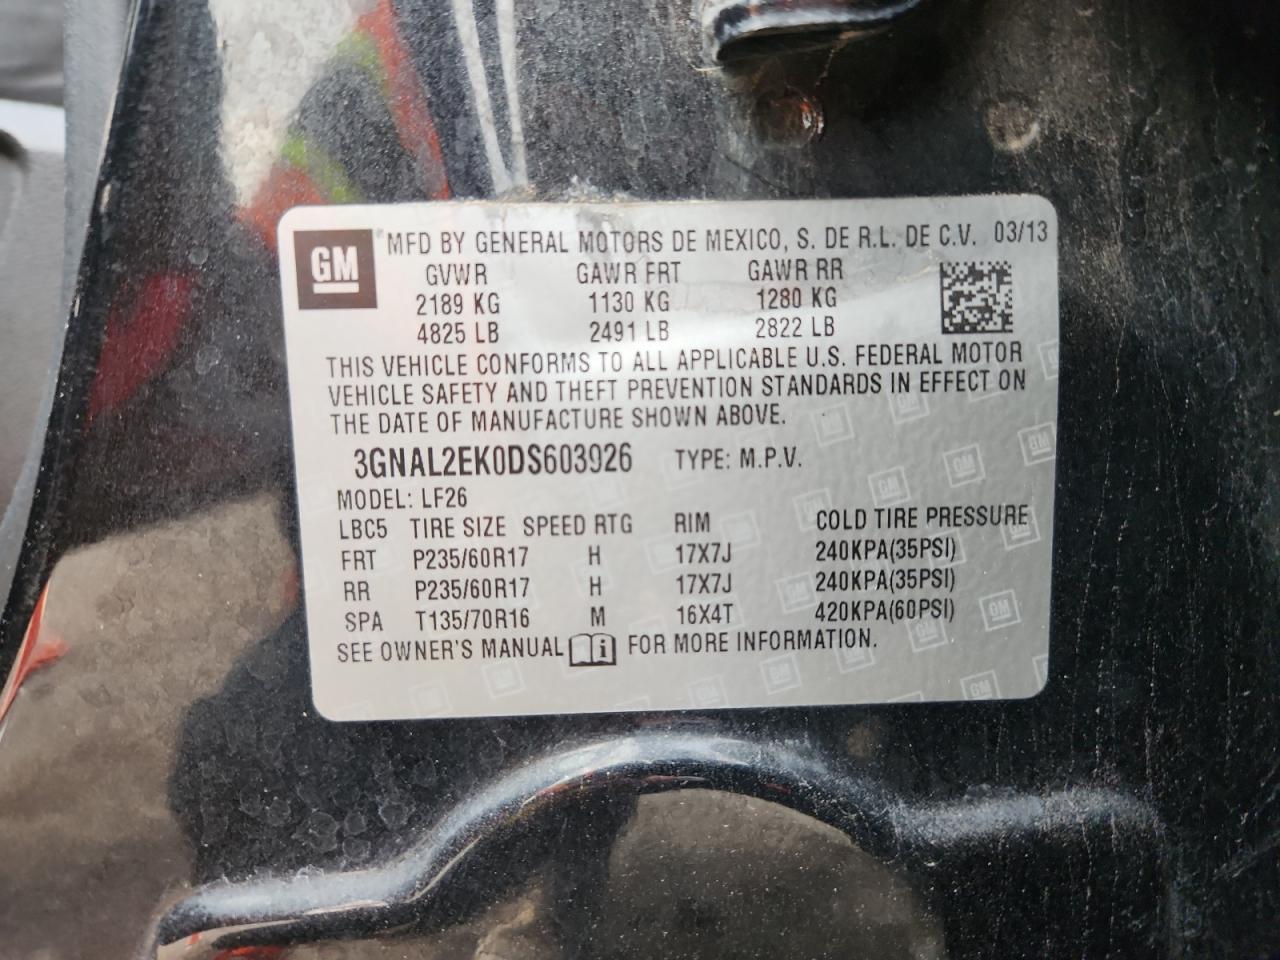 GM MFD BY GENERAL MOTORS DE MEXICO, S. DE R.L. DE C.V. 03/13
GVWR GAWR FRT GAWR RR
2189 KG 1130 KG 1280 KG
4825 LB 2491 LB 2822 LB
THIS VEHICLE CONFORMS TO ALL APPLICABLE U.S. FEDERAL MOTOR
VEHICLE SAFETY AND THEFT PREVENTION STANDARDS IN EFFECT ON
THE DATE OF MANUFACTURE SHOWN ABOVE.
3GNAL2EK0DS603926 TYPE: M.P.V.
MODEL: LF26
LBC5 TIRE SIZE SPEED RTG RIM COLD TIRE PRESSURE
FRT P235/60R17 H 17X7J 240KPA(35PSI)
RR P235/60R17 H 17X7J 240KPA(35PSI)
SPA T135/70R16 M 16X4T 420KPA(60PSI)
SEE OWNER'S MANUAL i FOR MORE INFORMATION.